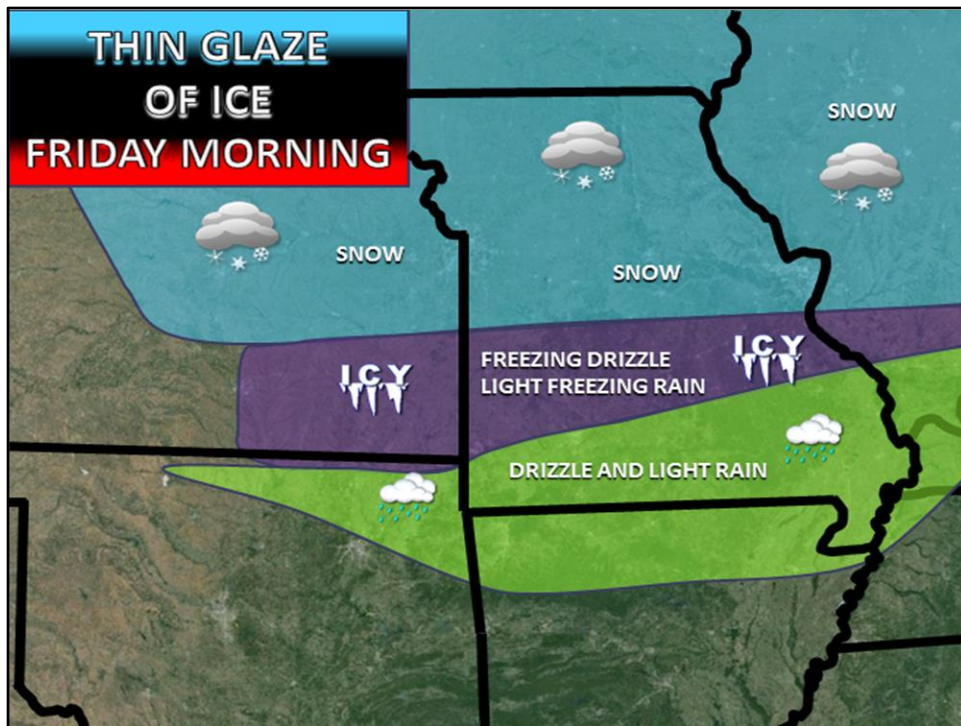 THIN GLAZE
OF ICE
FRIDAY MORNING
SNOW
SNOW
SNOW
ICY
FREEZING DRIZZLE
LIGHT FREEZING RAIN
ICY
DRIZZLE AND LIGHT RAIN